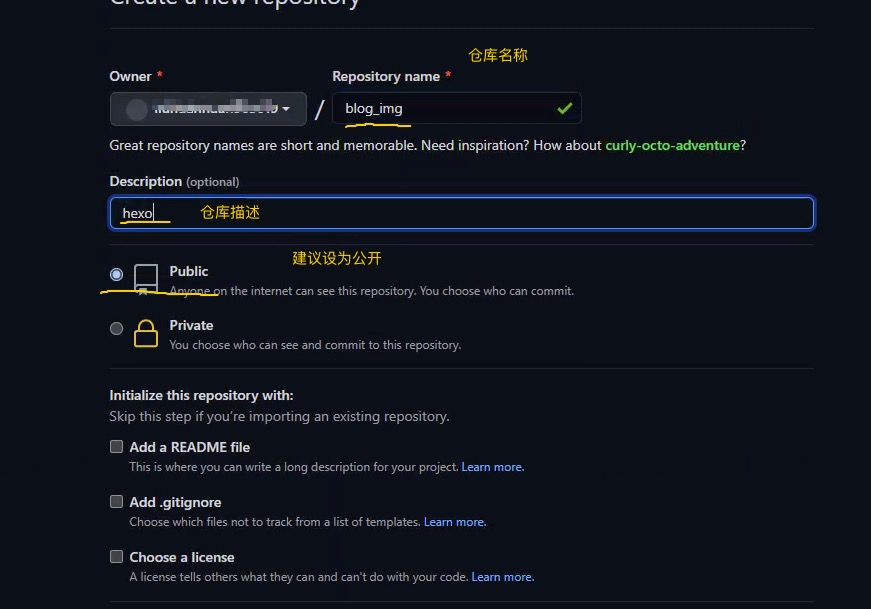 Create a new repository
仓库名称
Owner *
Repository name *
/
blog_img
Great repository names are short and memorable. Need inspiration? How about curly-octo-adventure?
Description (optional)
hexo
仓库描述
建议设为公开
Public
Anyone on the internet can see this repository. You choose who can commit.
Private
You choose who can see and commit to this repository.
Initialize this repository with:
Skip this step if you're importing an existing repository.
Add a README file
This is where you can write a long description for your project. Learn more.
Add .gitignore
Choose which files not to track from a list of templates. Learn more.
Choose a license
A license tells others what they can and can't do with your code. Learn more.